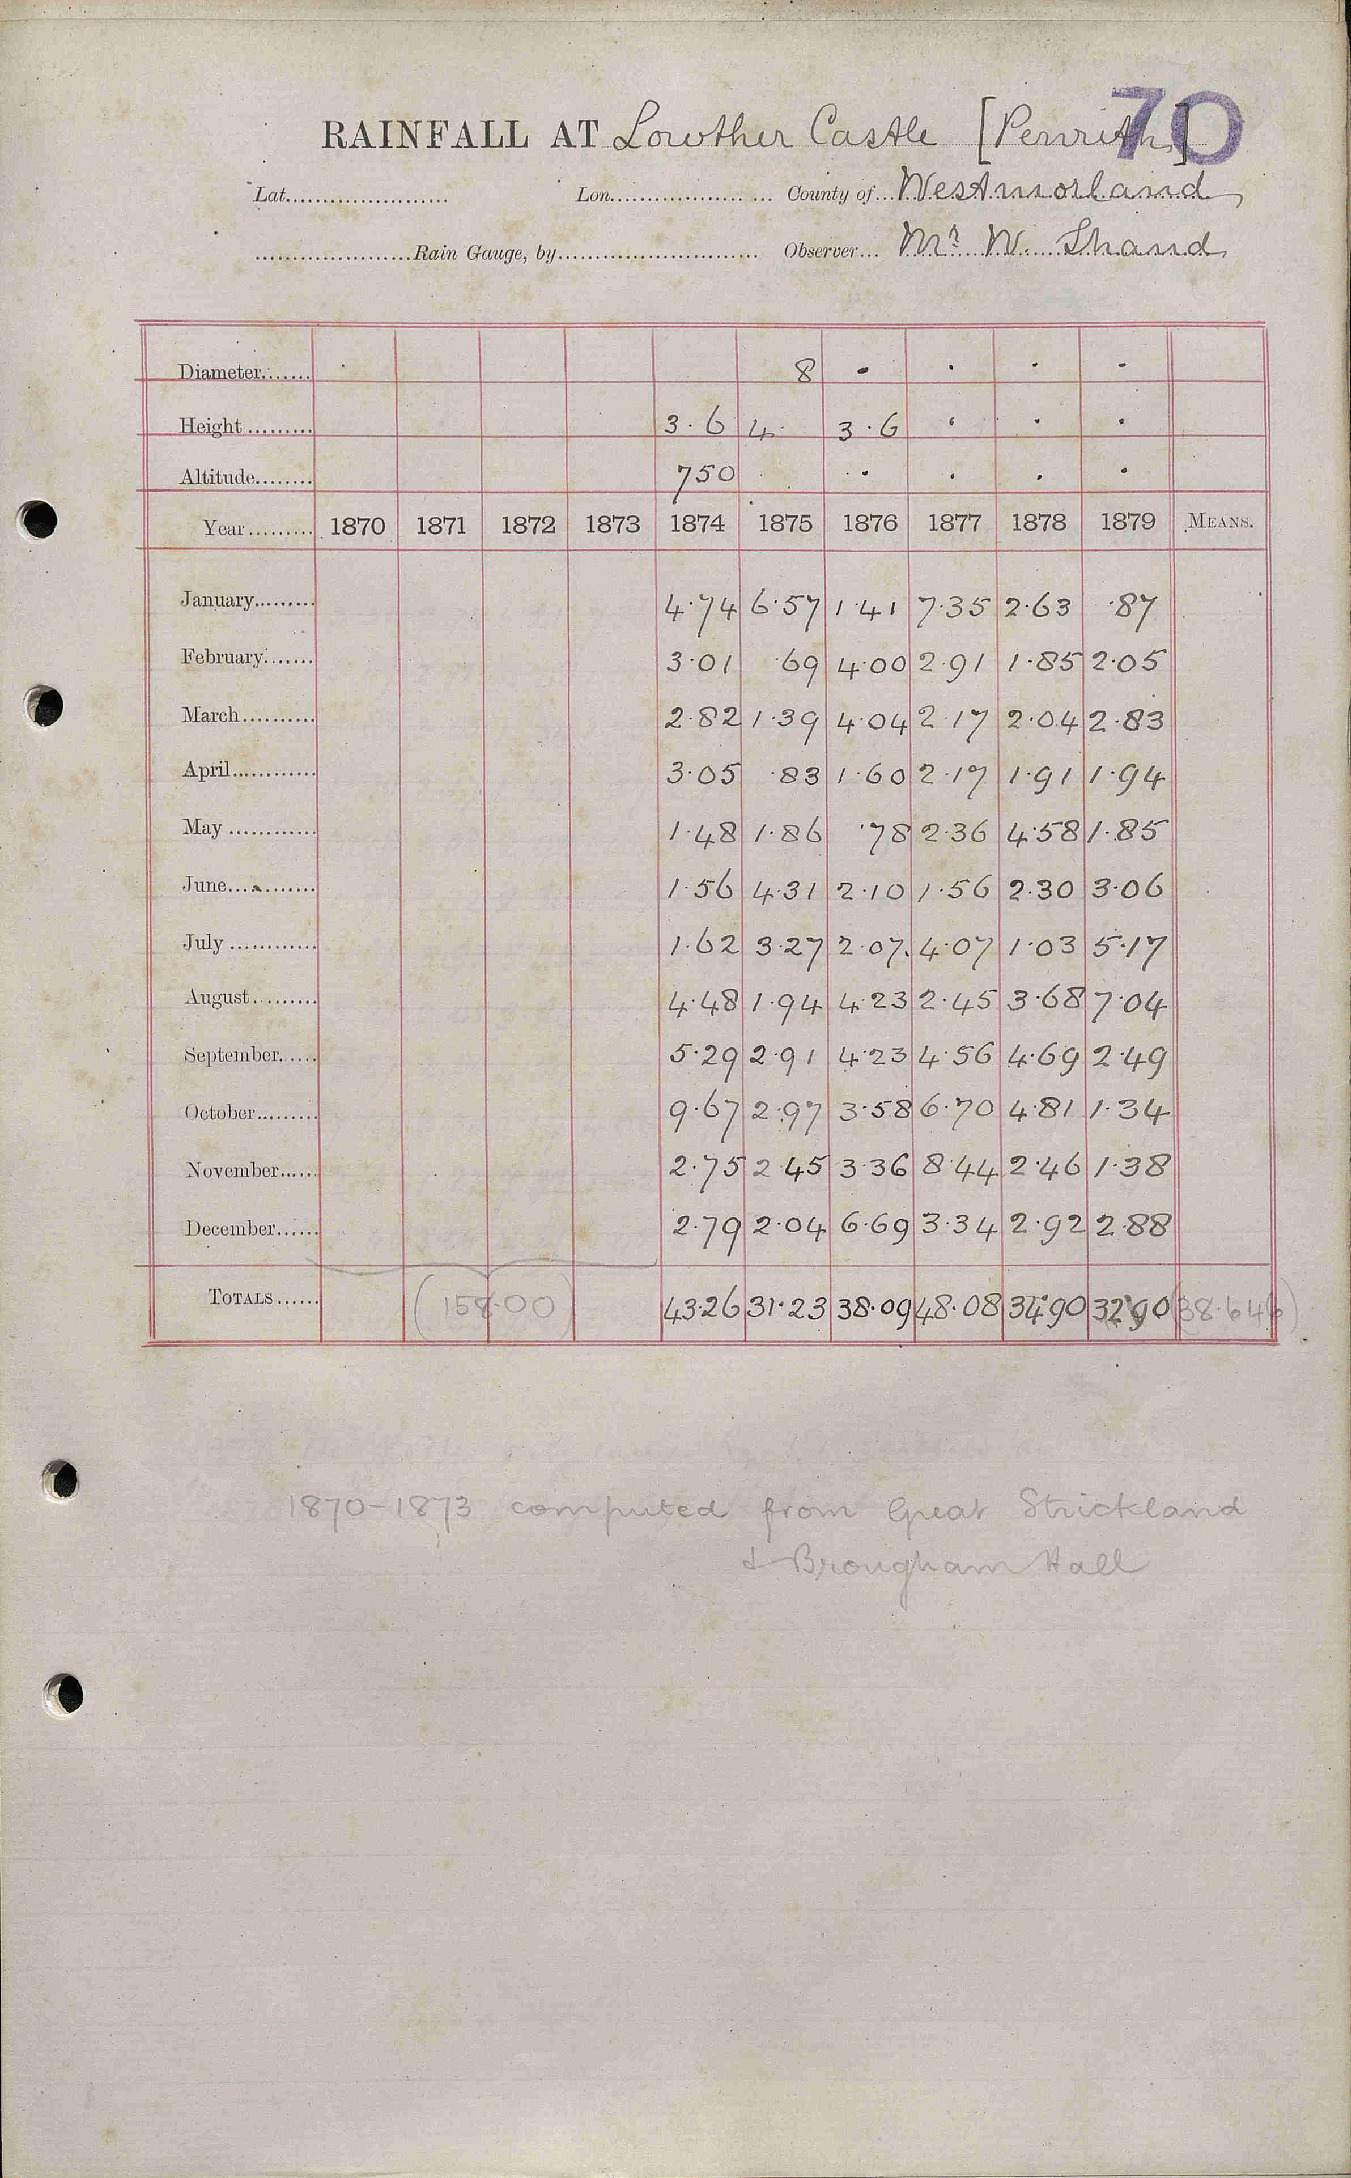 70
RAINFALL AT Lowther Castle [Penrith]
Lat. Lon. County of Westmorland
Rain Gauge, by Observer Mr. W. Shand
Diameter 8 · · · ·
Height 3·6 4 3·6 · · ·
Altitude 750 · · · · ·
Year 1870 1871 1872 1873 1874 1875 1876 1877 1878 1879 MEANS.
January 4·74 6·57 1·41 7·35 2·63 ·87
February 3·01 ·69 4·00 2·91 1·85 2·05
March 2·82 1·39 4·04 2·17 2·04 2·83
April 3·05 ·83 1·60 2·17 1·91 1·94
May 1·48 1·86 ·78 2·36 4·58 1·85
June 1·56 4·31 2·10 1·56 2·30 3·06
July 1·62 3·27 2·07 4·07 1·03 5·17
August 4·48 1·94 4·23 2·45 3·68 7·04
September 5·29 2·91 4·23 4·56 4·69 2·49
October 9·67 2·97 3·58 6·70 4·81 1·34
November 2·75 2·45 3·36 8·44 2·46 1·38
December 2·79 2·04 6·69 3·34 2·92 2·88
TOTALS (158·00) 43·26 31·23 38·09 48·08 34·90 32·90 (38·646)
1870-1873 computed from Great Strickland
& Brougham Hall